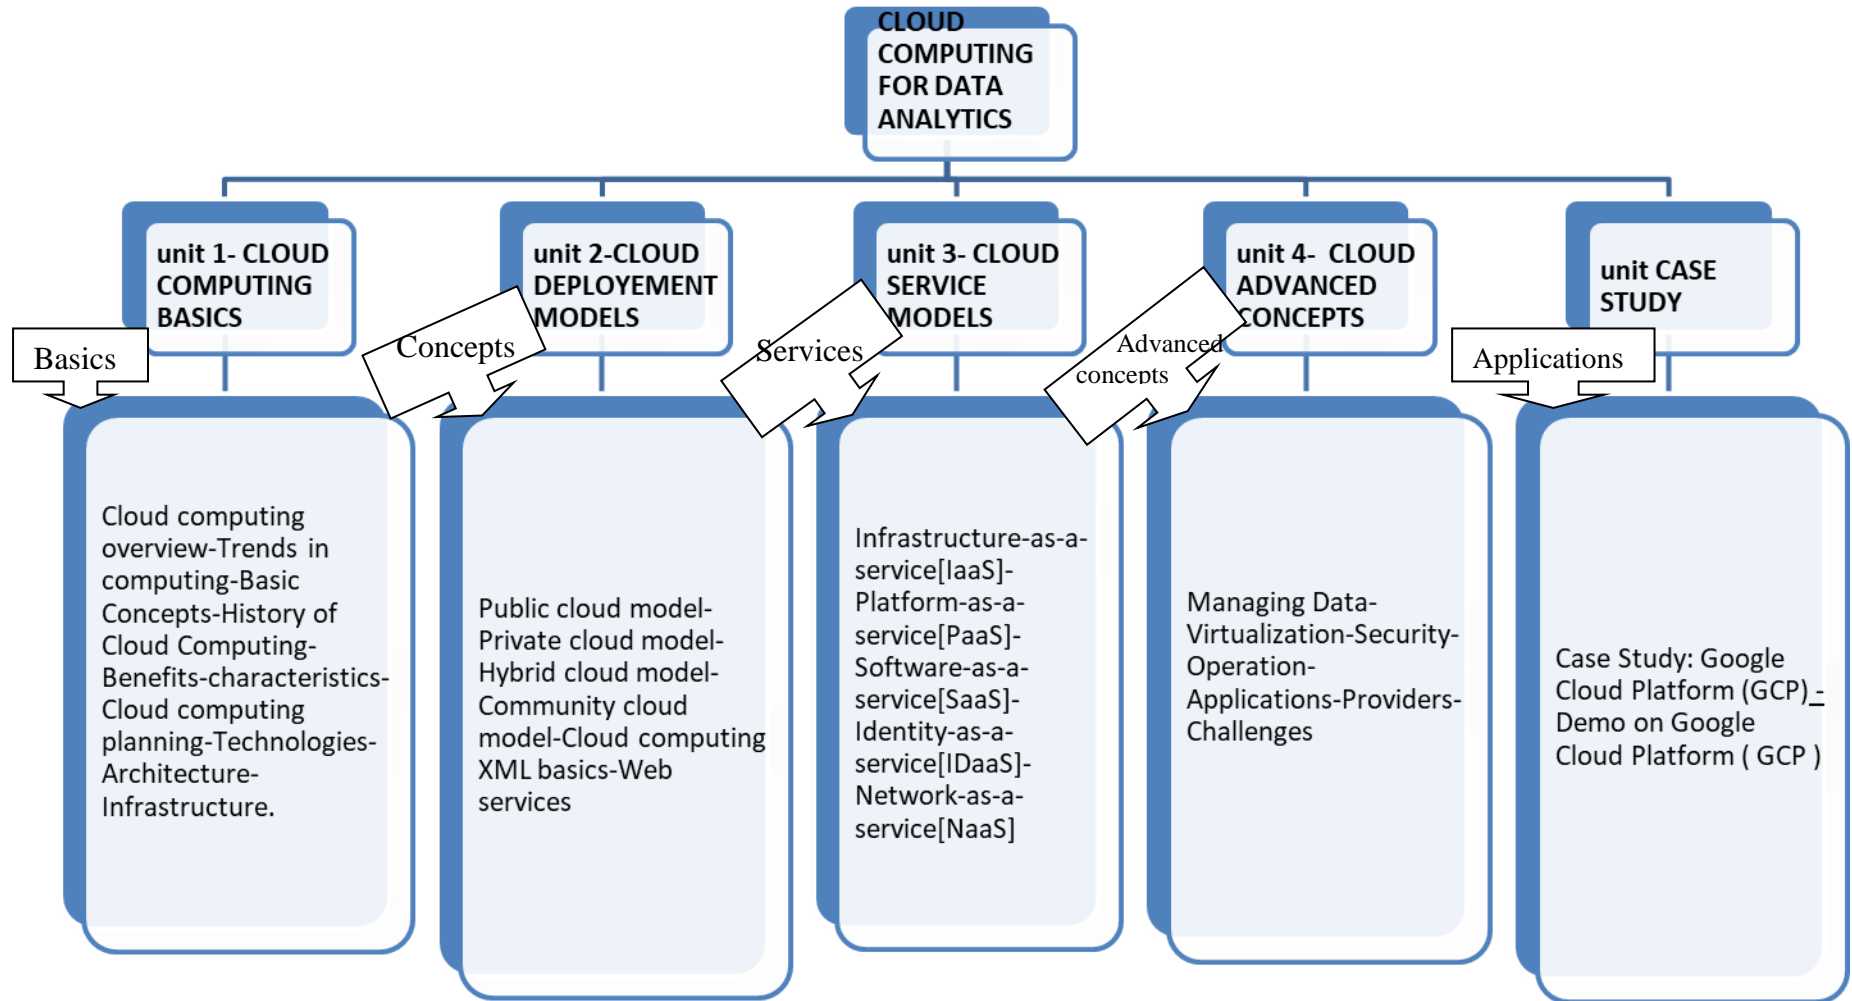 CLOUD
COMPUTING
FOR DATA
ANALYTICS
unit 1- CLOUD
COMPUTING
BASICS
unit 2-CLOUD
DEPLOYEMENT
MODELS
unit 3- CLOUD
SERVICE
MODELS
unit 4- CLOUD
ADVANCED
CONCEPTS
unit CASE
STUDY
Basics
Concepts
Services
Advanced
concepts
Applications
Cloud computing
overview-Trends in
computing-Basic
Concepts-History of
Cloud Computing-
Benefits-characteristics-
Cloud computing
planning-Technologies-
Architecture-
Infrastructure.
Public cloud model-
Private cloud model-
Hybrid cloud model-
Community cloud
model-Cloud computing
XML basics-Web
services
Infrastructure-as-a-
service[IaaS]-
Platform-as-a-
service[PaaS]-
Software-as-a-
service[SaaS]-
Identity-as-a-
service[IDaaS]-
Network-as-a-
service[NaaS]
Managing Data-
Virtualization-Security-
Operation-
Applications-Providers-
Challenges
Case Study: Google
Cloud Platform (GCP) -
Demo on Google
Cloud Platform ( GCP )